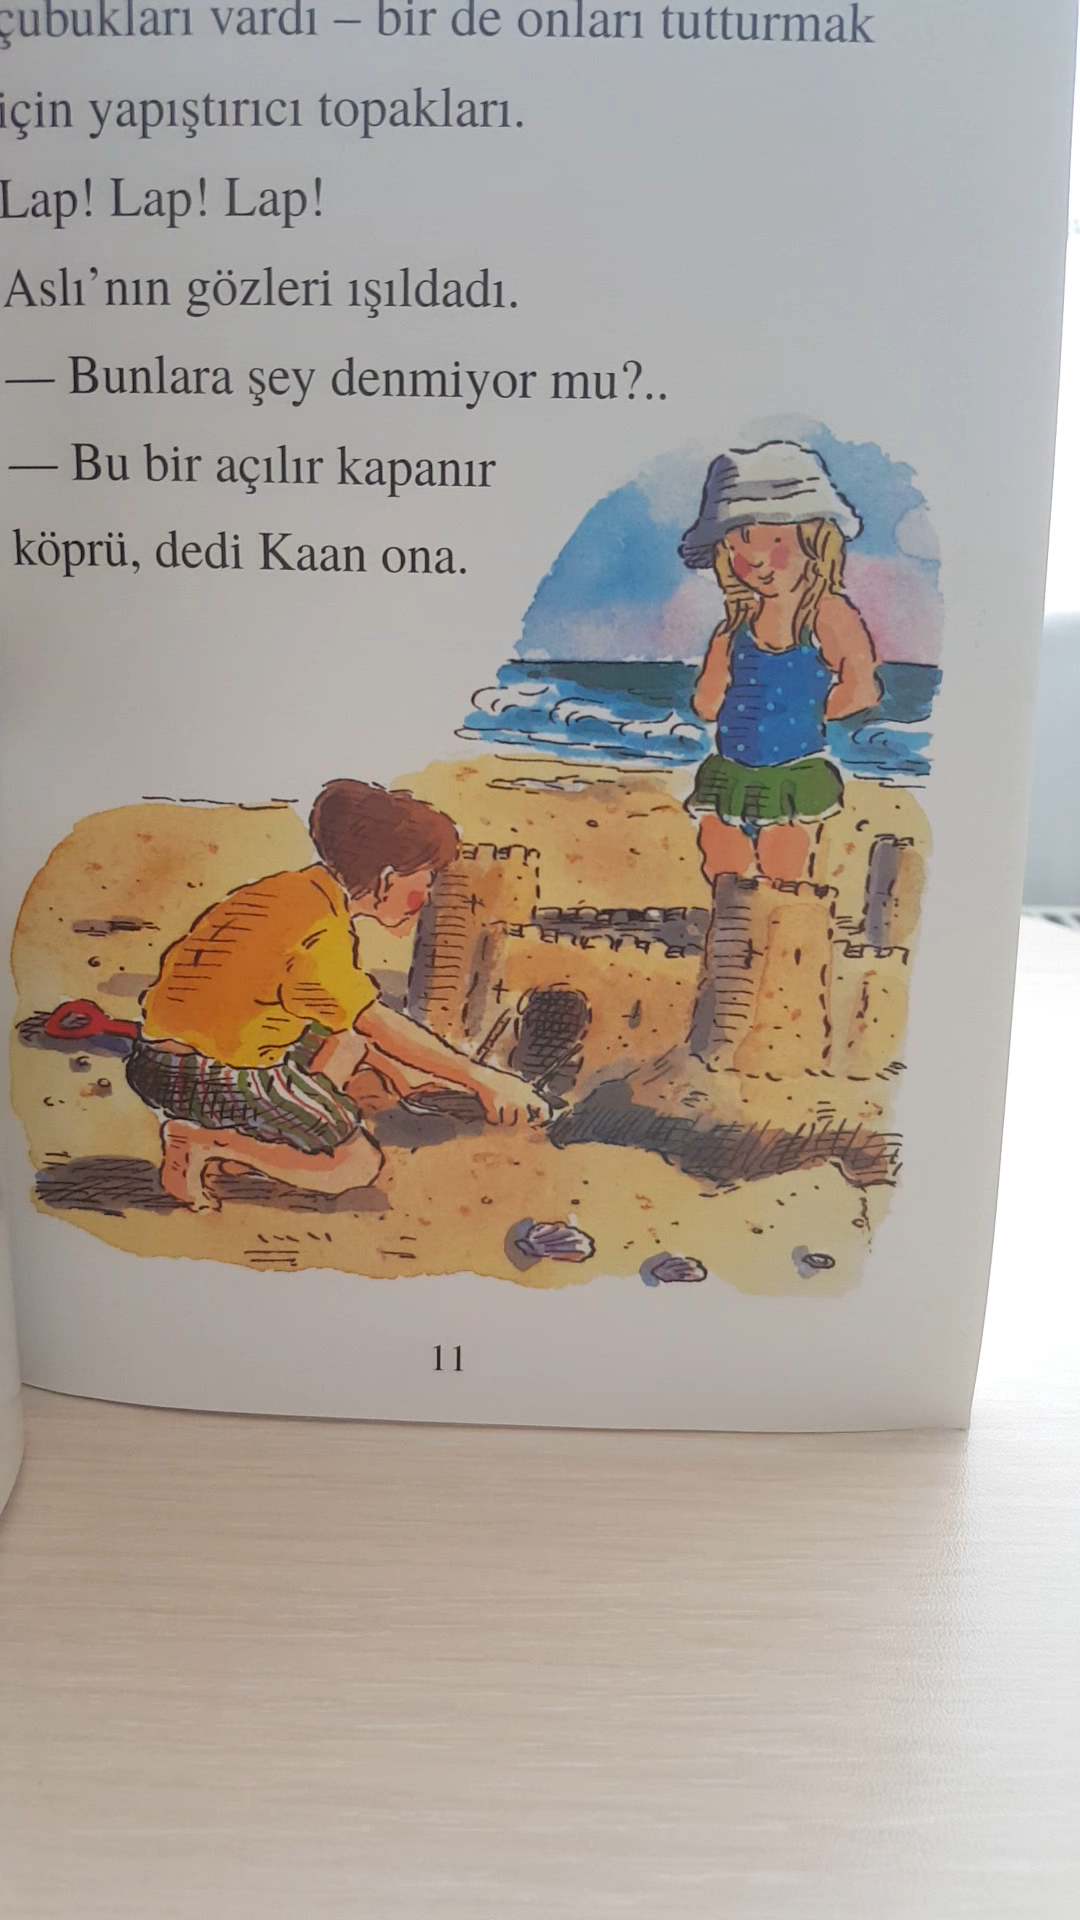 çubukları vardı – bir de onları tutturmak
için yapıştırıcı topakları.
Lap! Lap! Lap!
Aslı’nın gözleri ışıldadı.
— Bunlara şey denmiyor mu?..
— Bu bir açılır kapanır
köprü, dedi Kaan ona.
11